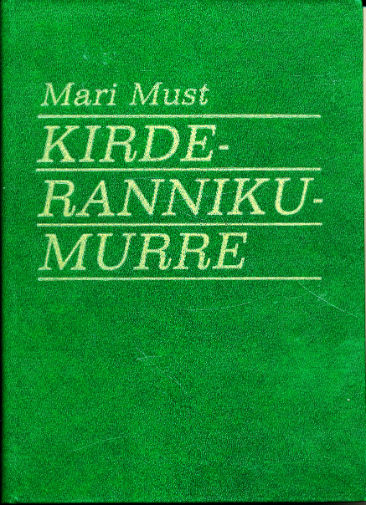 Mari Must
KIRDE-
RANNIKU-
MURRE